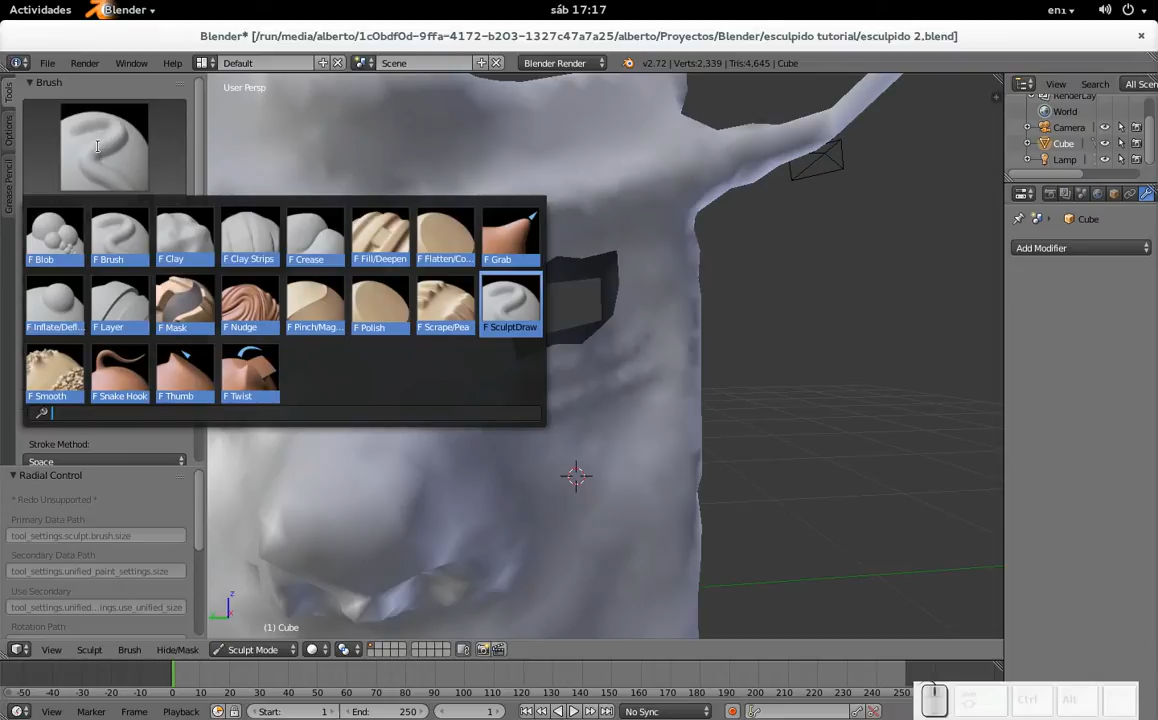 Actividades
Blender
sáb 17:17
en₁
Blender* [/run/media/alberto/1c0bdf0d-9ffa-4172-b203-1327c47a7a25/alberto/Proyectos/Blender/esculpido tutorial/esculpido 2.blend]
File
Render
Window
Help
Default
Scene
Blender Render
v2.72 | Verts:2,339 | Tris:4,645 | Cube
View
Search
All Scen
Brush
Tools
Options
Grease Pencil
User Persp
RenderLay
World
Camera
Cube
Lamp
Cube
Add Modifier
F Blob
F Brush
F Clay
F Clay Strips
F Crease
F Fill/Deepen
F Flatten/Co...
F Grab
F Inflate/Defl...
F Layer
F Mask
F Nudge
F Pinch/Mag...
F Polish
F Scrape/Pea
F SculptDraw
F Smooth
F Snake Hook
F Thumb
F Twist
Stroke Method:
Space
Radial Control
* Redo Unsupported *
Primary Data Path
tool_settings.sculpt.brush.size
Secondary Data Path
tool_settings.unified_paint_settings.size
Use Secondary
tool_settings.unified_...ings.use_unified_size
Rotation Path
z
(1) Cube
View
Sculpt
Brush
Hide/Mask
Sculpt Mode
-50 -40 -30 -20 -10 0 10 20 30 40 50 60 70 80 90 100 110 120 130 140 150 160 170 180 190 200 210 220 230 240 250
View
Marker
Frame
Playback
Start: 1
End: 250
1
No Sync
Ctrl
Alt